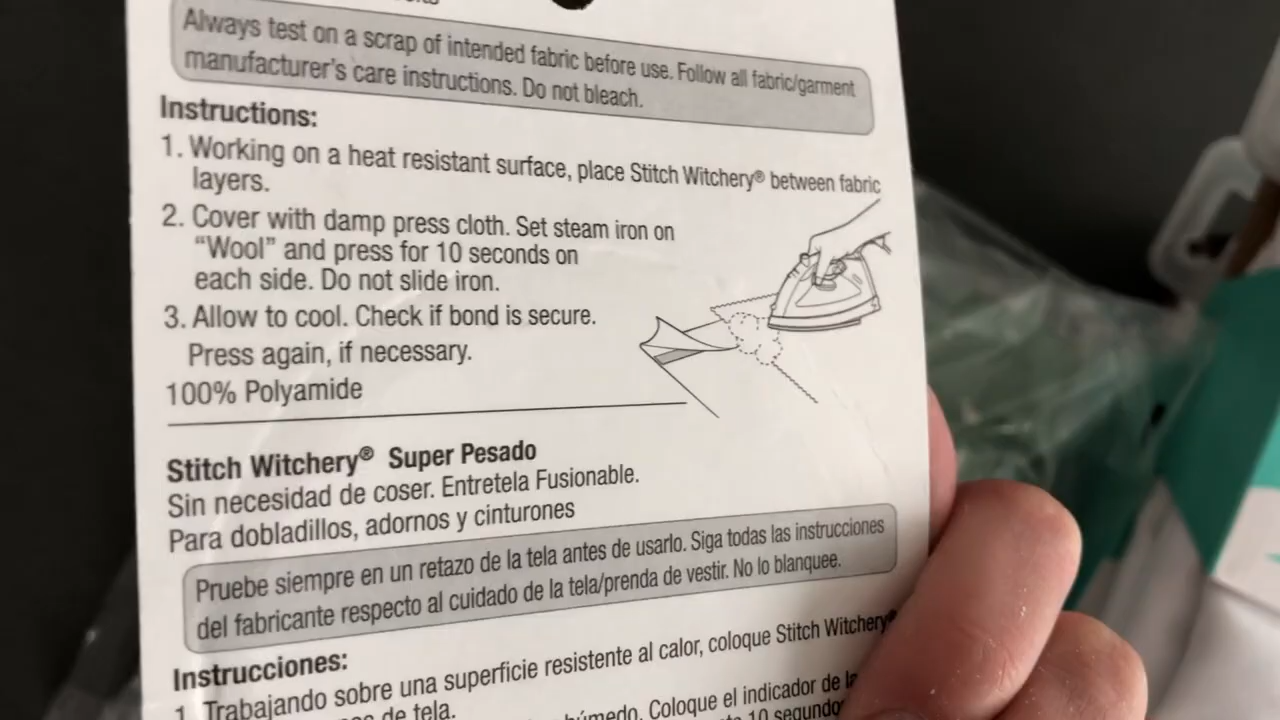 Always test on a scrap of intended fabric before use. Follow all fabric/garment
manufacturer's care instructions. Do not bleach.
Instructions:
1. Working on a heat resistant surface, place Stitch Witchery® between fabric
layers.
2. Cover with damp press cloth. Set steam iron on
"Wool" and press for 10 seconds on
each side. Do not slide iron.
3. Allow to cool. Check if bond is secure.
Press again, if necessary.
100% Polyamide
Stitch Witchery® Super Pesado
Sin necesidad de coser. Entretela Fusionable.
Para dobladillos, adornos y cinturones
Pruebe siempre en un retazo de la tela antes de usarlo. Siga todas las instrucciones
del fabricante respecto al cuidado de la tela/prenda de vestir. No lo blanquee.
Instrucciones:
1. Trabajando sobre una superficie resistente al calor, coloque Stitch Witchery®
de tela.
húmedo. Coloque el indicador de la
10 segundo